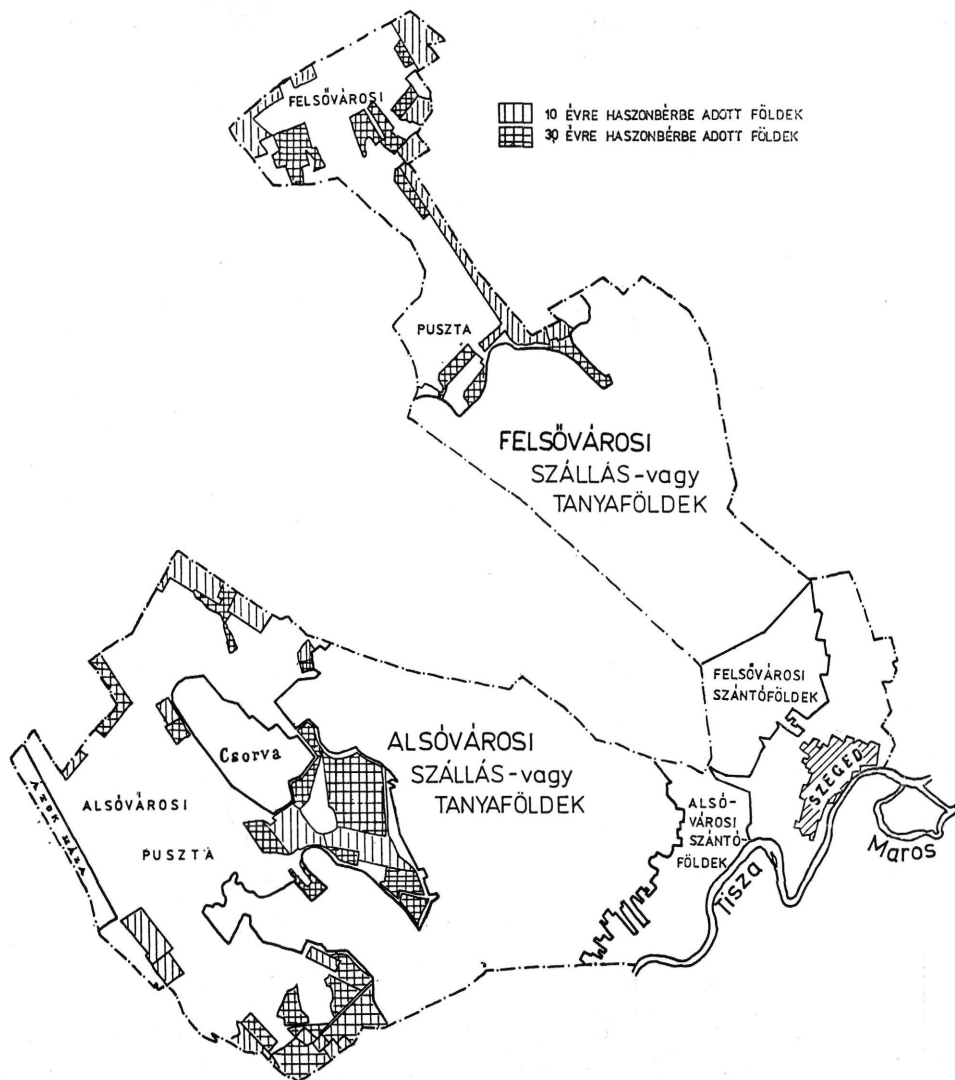 FELSŐVÁROSI
10 ÉVRE HASZONBÉRBE ADOTT FÖLDEK
30 ÉVRE HASZONBÉRBE ADOTT FÖLDEK
PUSZTA
FELSŐVÁROSI
SZÁLLÁS-vagy
TANYAFÖLDEK
FELSŐVÁROSI
SZÁNTÓFÖLDEK
Csorva
ALSÓVÁROSI
SZÁLLÁS-vagy
TANYAFÖLDEK
SZEGED
ALSÓVÁROSI
PUSZTA
ALSÓ-
VÁROSI
SZÁNTÓ-
FÖLDEK
Maros
Tisza